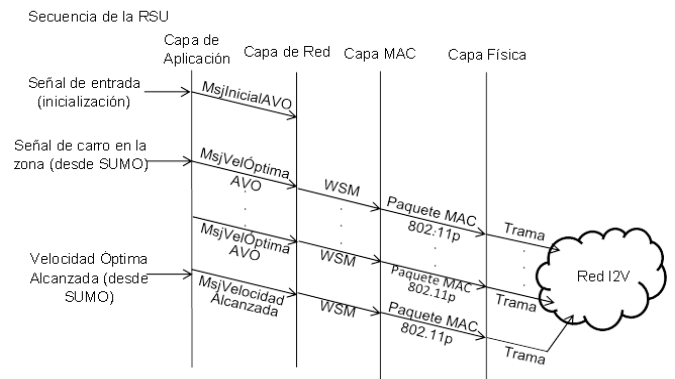 Secuencia de la RSU
Capa de
Aplicación
Capa de Red
Capa MAC
Capa Física
Señal de entrada
(inicialización)
MsjInicialAVO
Señal de carro en la
zona (desde SUMO)
MsjVelÓptima
AVO
WSM
Paquete MAC
802.11p
Trama
MsjVelÓptima
AVO
WSM
Paquete MAC
802.11p
Trama
Red I2V
Velocidad Óptima
Alcanzada (desde
SUMO)
MsjVelocidad
Alcanzada
WSM
Paquete MAC
802.11p
Trama